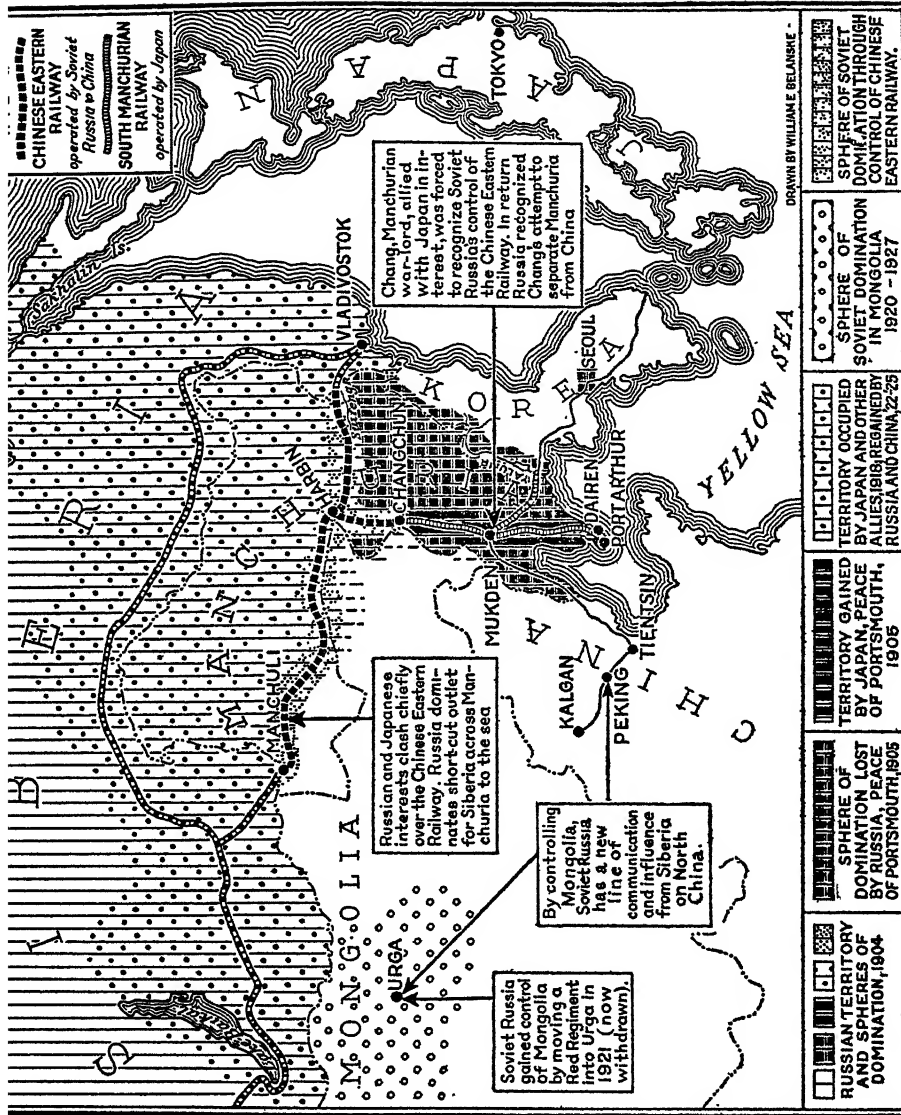 CHINESE EASTERN
RAILWAY
operated by Soviet
Russia & China
SOUTH MANCHURIAN
RAILWAY
operated by Japan
SIBERIA
Sakhalin Is.
MANCHURIA
MONGOLIA
CHINA
KOREA
JAPAN
YELLOW SEA
VLADIVOSTOK
HARBIN
MANCHULI
CHANGCHUN
MUKDEN
DAIREN
PORT ARTHUR
SEOUL
TOKYO
URGA
KALGAN
PEKING
TIENTSIN
Soviet Russia
gained control
of Mongolia
by moving a
Red Regiment
into Urga in
1921 (now
withdrawn).
By controlling
Mongolia,
Soviet Russia
has a new
line of
communication
and influence
from Siberia
on North
China.
Russian and Japanese
interests clash chiefly
over the Chinese Eastern
Railway. Russia domi-
nates short cut outlet
for Siberia across Man-
churia to the sea
Chang, Manchurian
war-lord, allied
with Japan in in-
terest, was forced
to recognize Soviet
Russia's control of
the Chinese Eastern
Railway. In return
Russia recognized
Chang's attempt to
separate Manchuria
from China
DRAWN BY WILLIAM E BELANSKE -
RUSSIAN TERRITORY
AND SPHERES OF
DOMINATION, 1904
SPHERE OF
DOMINATION LOST
BY RUSSIA, PEACE
OF PORTSMOUTH, 1905
TERRITORY GAINED
BY JAPAN, PEACE
OF PORTSMOUTH,
1905
TERRITORY OCCUPIED
BY JAPAN AND OTHER
ALLIES, 1918; REGAINED BY
RUSSIA AND CHINA, 22-25
SPHERE OF
SOVIET DOMINATION
IN MONGOLIA
1920 - 1927
SPHERE OF SOVIET
DOMINATION THROUGH
CONTROL OF CHINESE
EASTERN RAILWAY.